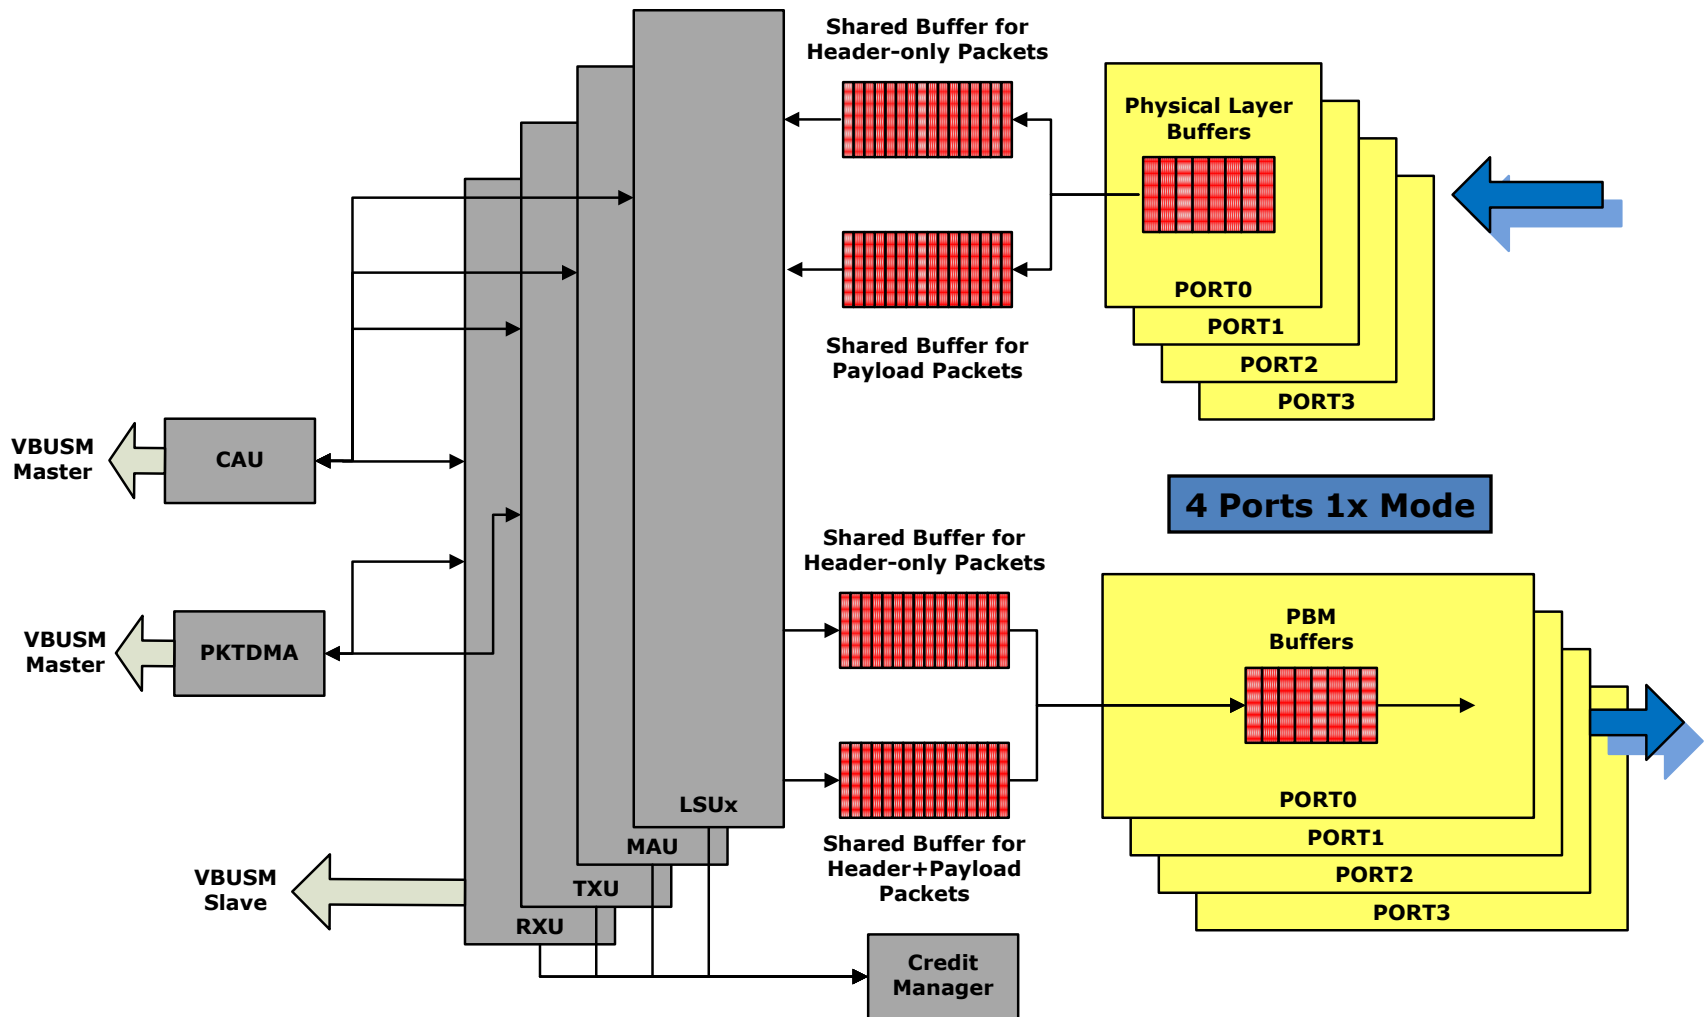 Shared Buffer for
Header-only Packets
Physical Layer
Buffers
PORT0
PORT1
PORT2
PORT3
Shared Buffer for
Payload Packets
VBUSM
Master
CAU
4 Ports 1x Mode
Shared Buffer for
Header-only Packets
VBUSM
Master
PKTDMA
PBM
Buffers
PORT0
PORT1
PORT2
PORT3
LSUx
MAU
TXU
RXU
Shared Buffer for
Header+Payload
Packets
VBUSM
Slave
Credit
Manager